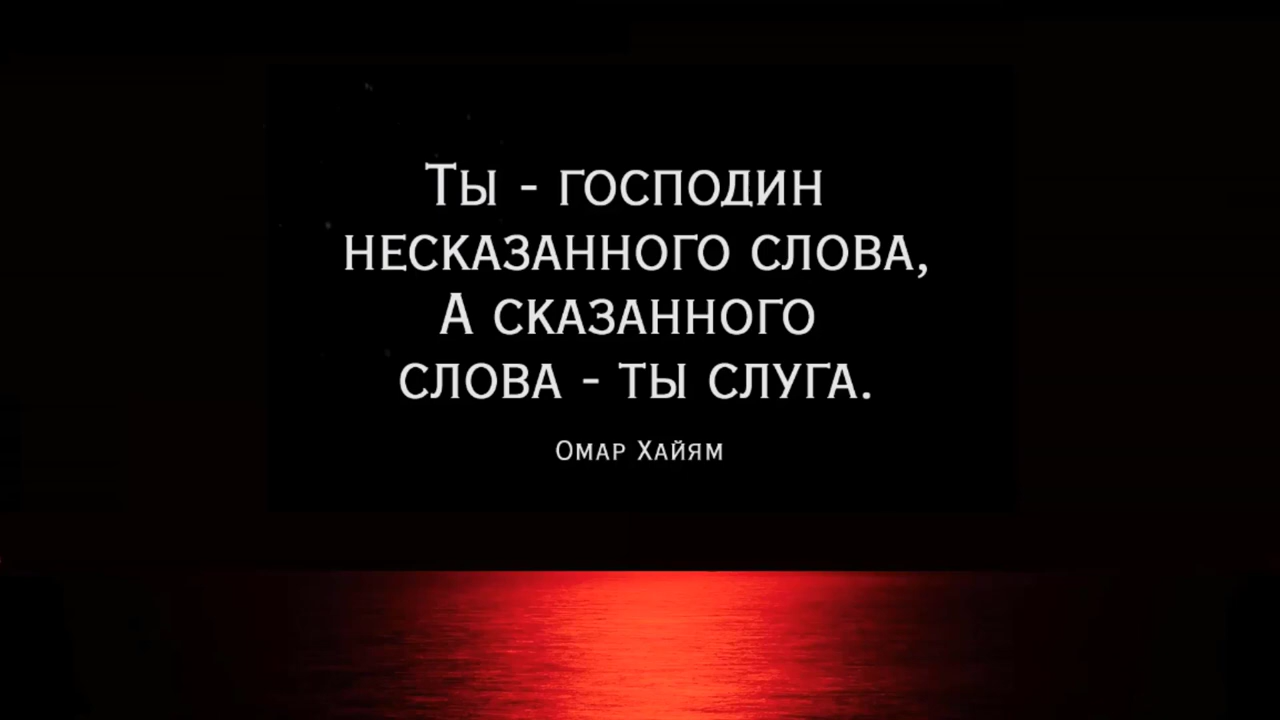 Ты - господин
несказанного слова,
А сказанного
слова - ты слуга.
Омар Хайям